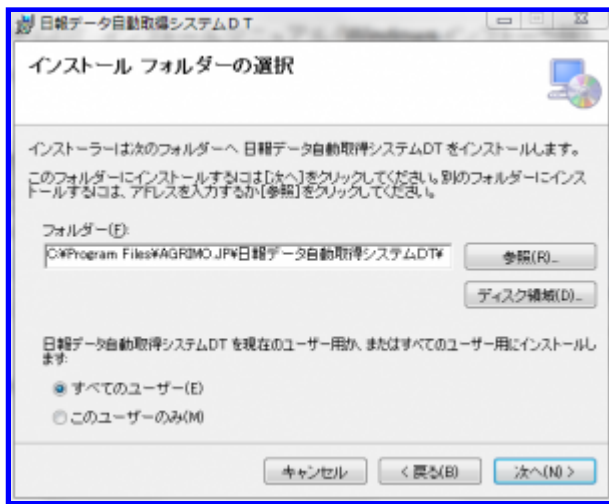 日報データ自動取得システムDT
インストール フォルダーの選択
インストーラーは次のフォルダーへ 日報データ自動取得システムDT をインストールします。
このフォルダーにインストールするには[次へ]をクリックしてください。別のフォルダーにインス
トールするには、アドレスを入力するか[参照]をクリックしてください。
フォルダー(F):
C:¥Program Files¥AGRIMO.JP¥日報データ自動取得システムDT¥
参照(R)...
ディスク領域(D)...
日報データ自動取得システムDT を現在のユーザー用か、またはすべてのユーザー用にインストールし
ます:
すべてのユーザー(E)
このユーザーのみ(M)
キャンセル
< 戻る(B)
次へ(N) >